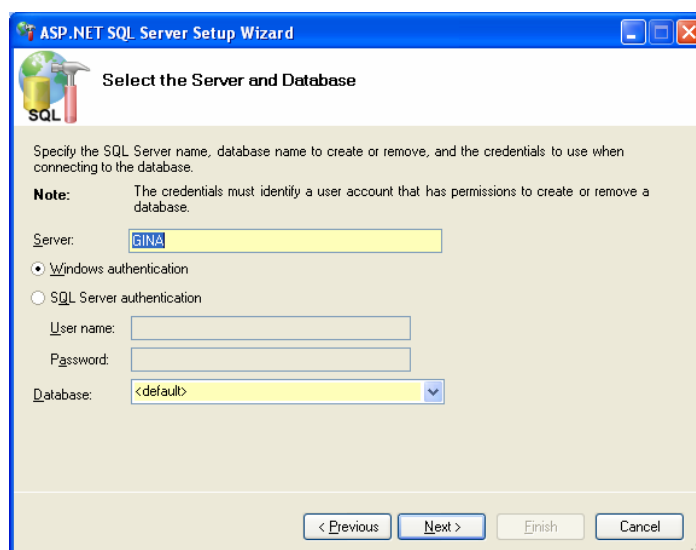 ASP.NET SQL Server Setup Wizard
Select the Server and Database
SQL
Specify the SQL Server name, database name to create or remove, and the credentials to use when
connecting to the database.
Note: The credentials must identify a user account that has permissions to create or remove a
database.
Server: GINA
Windows authentication
SQL Server authentication
User name:
Password:
Database: <default>
< Previous Next > Finish Cancel